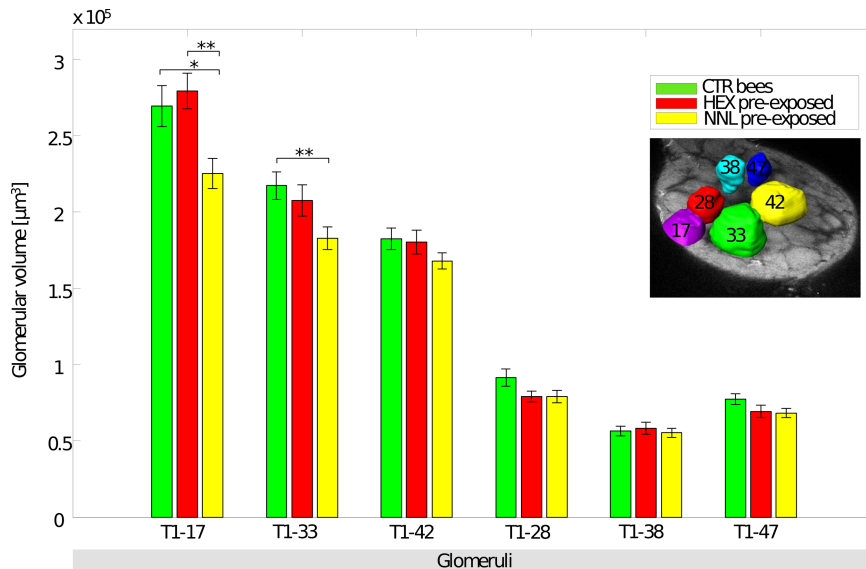 x 10⁵
3
2.5
2
1.5
1
0.5
0
Glomerular volume [µm³]
**
*
**
CTR bees
HEX pre-exposed
NNL pre-exposed
38 47
28 42
17 33
T1-17 T1-33 T1-42 T1-28 T1-38 T1-47
Glomeruli